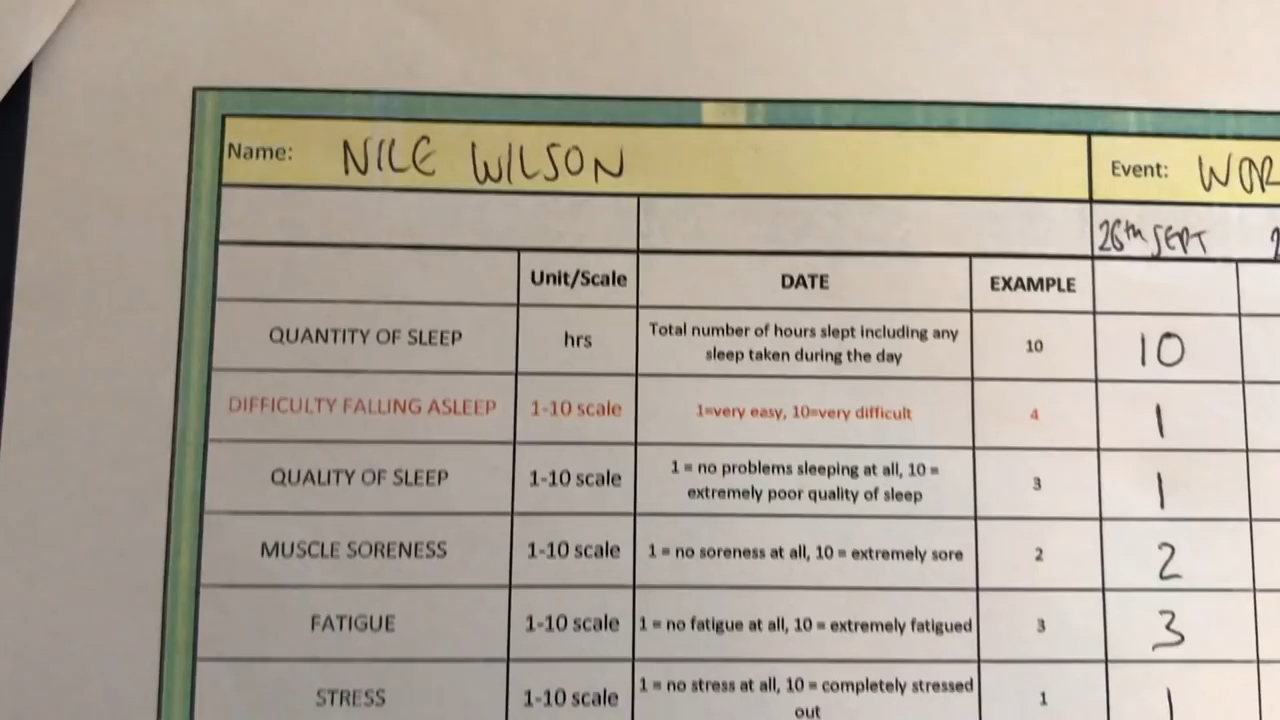 Name: NILE WILSON Event: WOR
26th SEPT
Unit/Scale DATE EXAMPLE
QUANTITY OF SLEEP hrs Total number of hours slept including any sleep taken during the day 10 10
DIFFICULTY FALLING ASLEEP 1-10 scale 1=very easy, 10=very difficult 4 1
QUALITY OF SLEEP 1-10 scale 1 = no problems sleeping at all, 10 = extremely poor quality of sleep 3 1
MUSCLE SORENESS 1-10 scale 1 = no soreness at all, 10 = extremely sore 2 2
FATIGUE 1-10 scale 1 = no fatigue at all, 10 = extremely fatigued 3 3
STRESS 1-10 scale 1 = no stress at all, 10 = completely stressed out 1 1